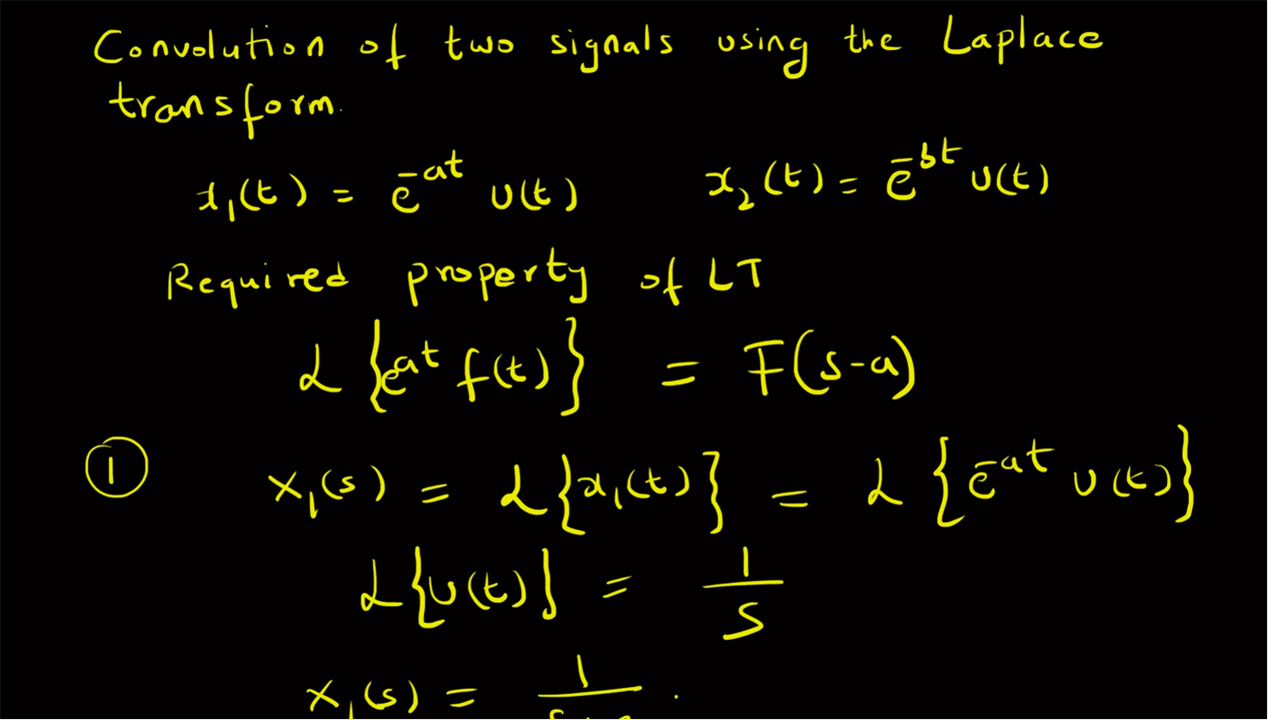 Convolution of two signals using the Laplace
transform.
x₁(t) = e⁻ᵃᵗ u(t) x₂(t) = e⁻ᵇᵗ u(t)
Required property of LT
L {eᵃᵗ f(t)} = F(s-a)
① X₁(s) = L{x₁(t)} = L {e⁻ᵃᵗ u(t)}
L{u(t)} = 1/s
X₁(s) = 1